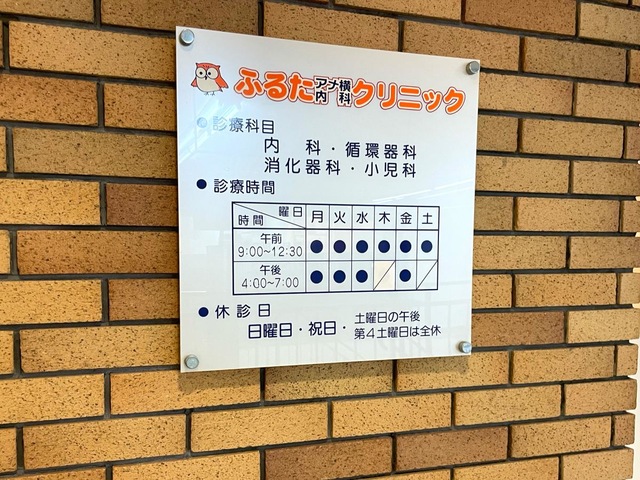 ふるたアメ横内科クリニック
●診療科目
内 科・循環器科
消化器科・小児科
●診療時間
時間 曜日 月 火 水 木 金 土
午前 9:00~12:30 ● ● ● ● ● ●
午後 4:00~7:00 ● ● ● / ● /
●休診日
日曜日・祝日・土曜日の午後
第4土曜日は全休